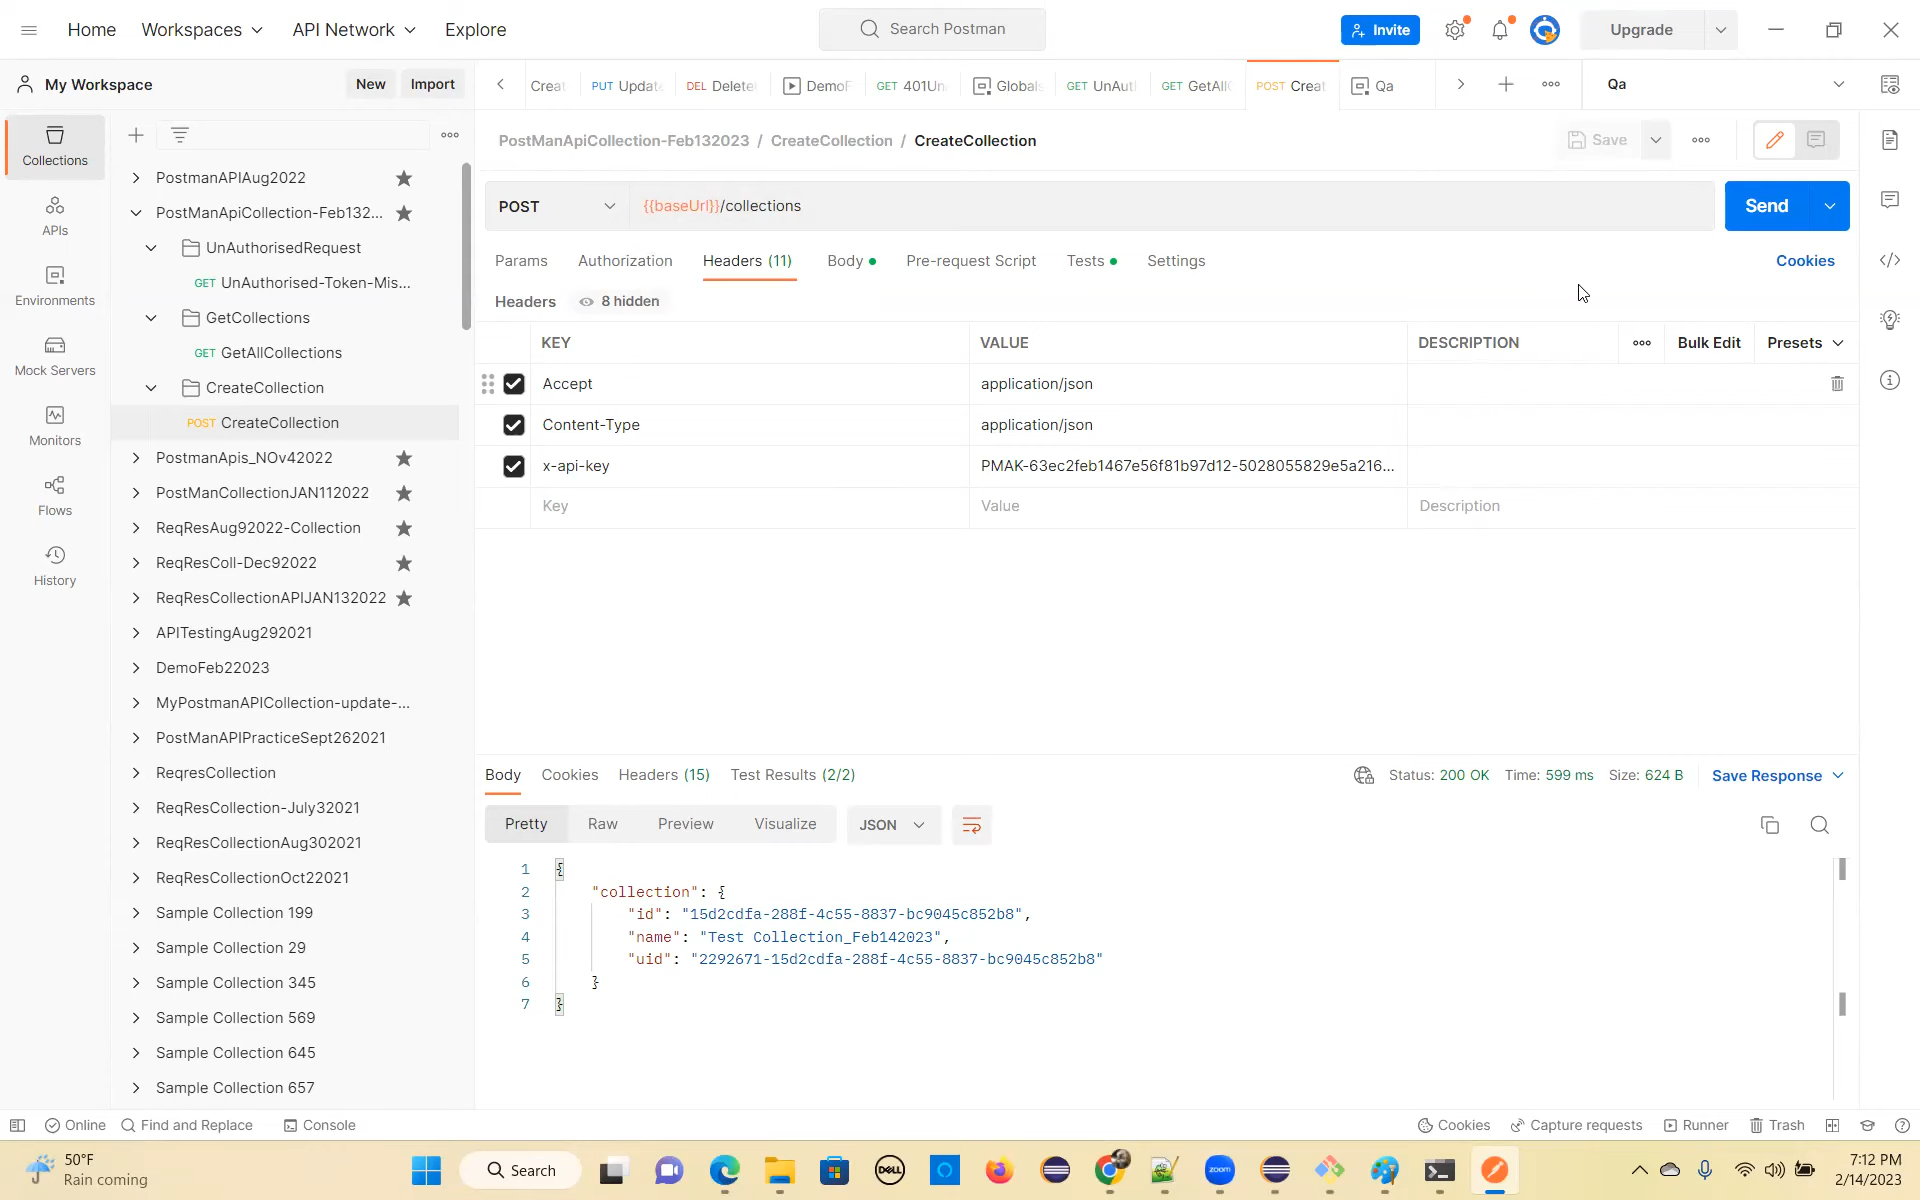 Home Workspaces API Network Explore Search Postman Invite Upgrade
My Workspace New Import
Creat PUT Updat DEL Delete DemoF GET 401Un Globals GET UnAut GET GetAll POST Creat Qa Qa
Collections
APIs
Environments
Mock Servers
Monitors
Flows
History
PostmanAPIAug2022
PostManApiCollection-Feb132...
UnAuthorisedRequest
GET UnAuthorised-Token-Mis...
GetCollections
GET GetAllCollections
CreateCollection
POST CreateCollection
PostmanApis_NOv42022
PostManCollectionJAN112022
ReqResAug92022-Collection
ReqResColl-Dec92022
ReqResCollectionAPIJAN132022
APITestingAug292021
DemoFeb22023
MyPostmanAPICollection-update-...
PostManAPIPracticeSept262021
ReqresCollection
ReqResCollection-July32021
ReqResCollectionAug302021
ReqResCollectionOct22021
Sample Collection 199
Sample Collection 29
Sample Collection 345
Sample Collection 569
Sample Collection 645
Sample Collection 657
PostManApiCollection-Feb132023 / CreateCollection / CreateCollection Save
POST {{baseUrl}}/collections Send
Params Authorization Headers (11) Body Pre-request Script Tests Settings Cookies
Headers 8 hidden
KEY VALUE DESCRIPTION Bulk Edit Presets
Accept application/json
Content-Type application/json
x-api-key PMAK-63ec2feb1467e56f81b97d12-5028055829e5a216...
Key Value Description
Body Cookies Headers (15) Test Results (2/2) Status: 200 OK Time: 599 ms Size: 624 B Save Response
Pretty Raw Preview Visualize JSON
1 {
2 "collection": {
3 "id": "15d2cdfa-288f-4c55-8837-bc9045c852b8",
4 "name": "Test Collection_Feb142023",
5 "uid": "2292671-15d2cdfa-288f-4c55-8837-bc9045c852b8"
6 }
7 }
Online Find and Replace Console Cookies Capture requests Runner Trash
50°F
Rain coming
Search
DELL
zoom
7:12 PM
2/14/2023